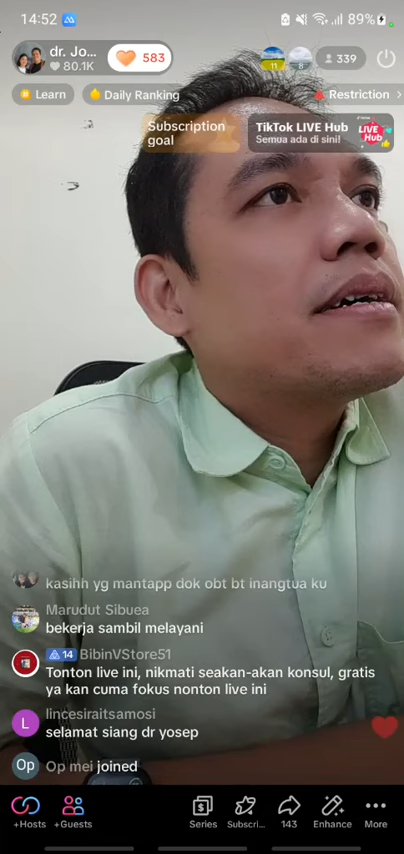 14:52
89%
dr. Jo...
80.1K
583
11
8
339
Learn
Daily Ranking
Restriction
Subscription
goal
TikTok LIVE Hub
Semua ada di sini!
LIVE
Hub
kasihh yg mantapp dok obt bt inangtua ku
Marudut Sibuea
bekerja sambil melayani
14 BibinVStore51
Tonton live ini, nikmati seakan-akan konsul, gratis
ya kan cuma fokus nonton live ini
L
lincesiraitsamosi
selamat siang dr yosep
Op
Op mei joined
+Hosts
+Guests
Series
Subscri...
143
Enhance
More